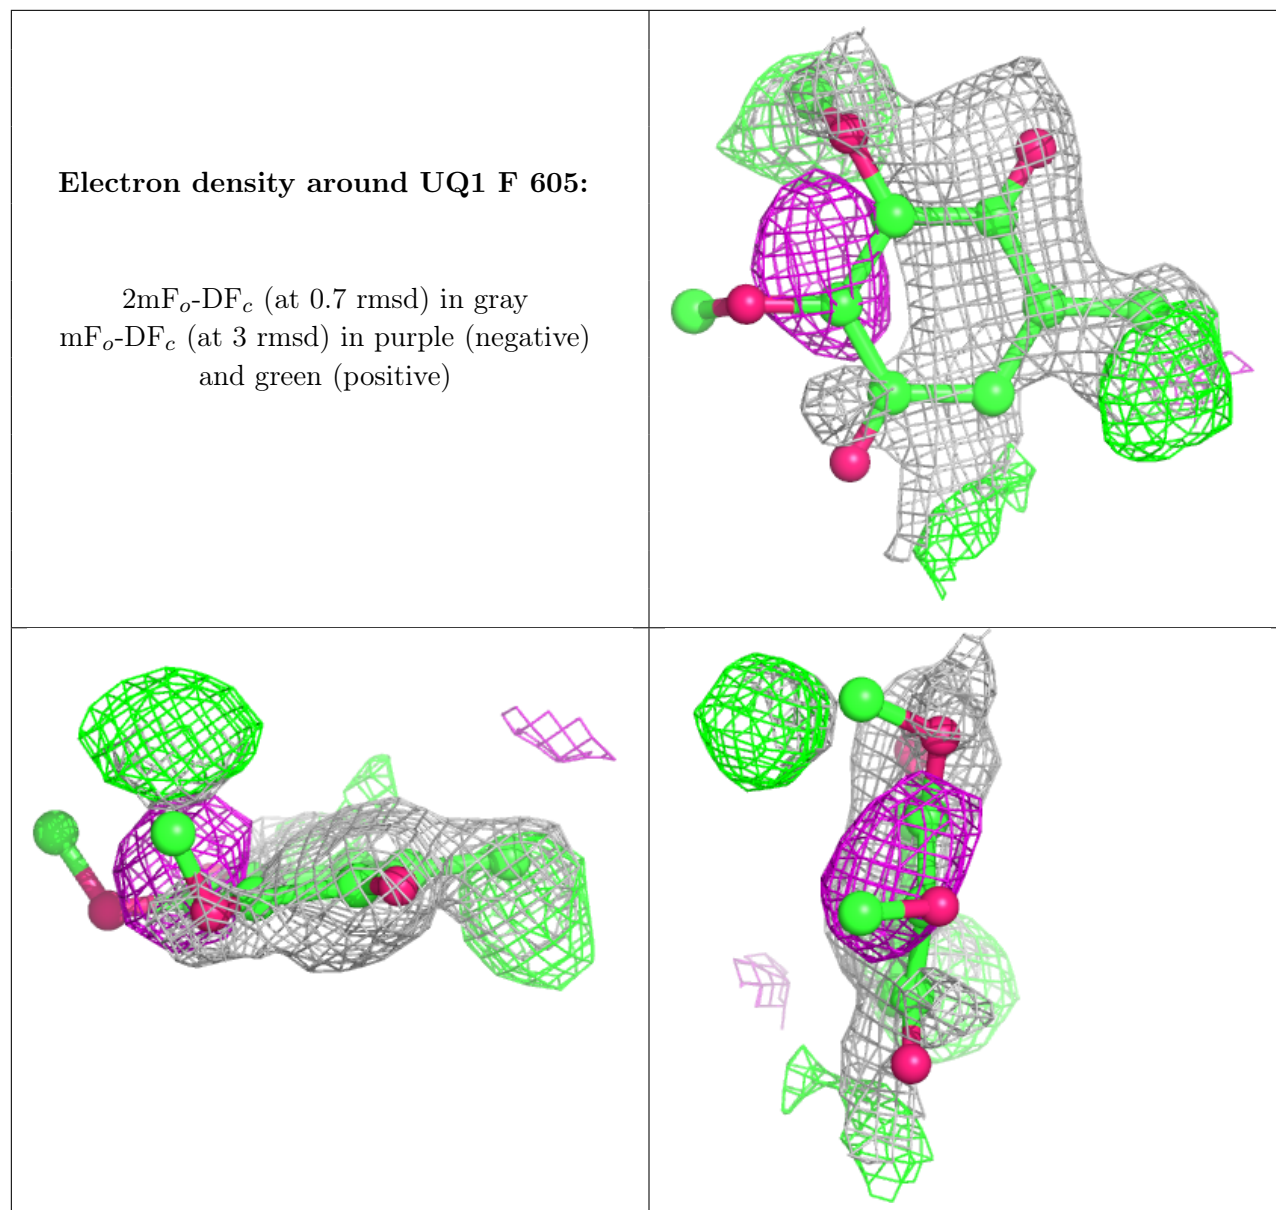 Electron density around UQ1 F 605:
2mFo-DFc (at 0.7 rmsd) in gray
mFo-DFc (at 3 rmsd) in purple (negative)
and green (positive)